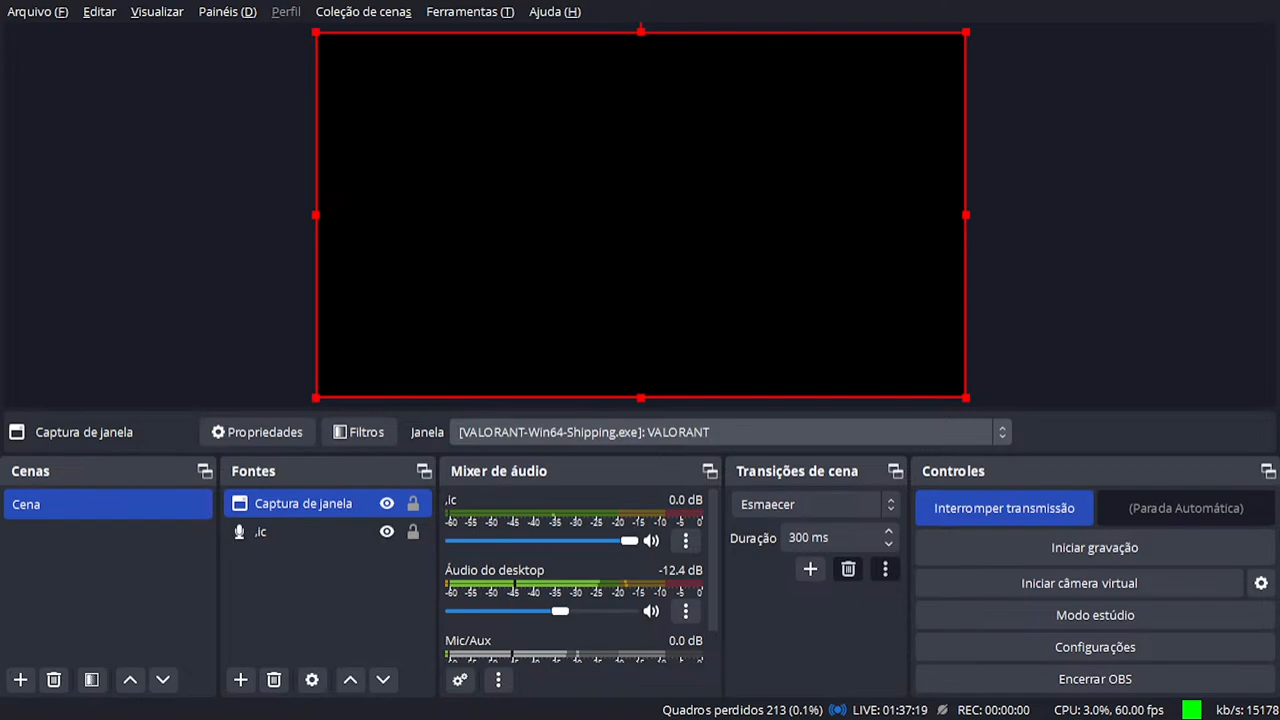 Arquivo (F) Editar Visualizar Painéis (D) Perfil Coleção de cenas Ferramentas (T) Ajuda (H)
Captura de janela Propriedades Filtros Janela [VALORANT-Win64-Shipping.exe]: VALORANT
Cenas
Cena
Fontes
Captura de janela
,ic
Mixer de áudio
,ic 0.0 dB
-60 -55 -50 -45 -40 -35 -30 -25 -20 -15 -10 -5 0
Áudio do desktop -12.4 dB
-60 -55 -50 -45 -40 -35 -30 -25 -20 -15 -10 -5 0
Mic/Aux 0.0 dB
Transições de cena
Esmaecer
Duração 300 ms
Controles
Interromper transmissão (Parada Automática)
Iniciar gravação
Iniciar câmera virtual
Modo estúdio
Configurações
Encerrar OBS
Quadros perdidos 213 (0.1%) LIVE: 01:37:19 REC: 00:00:00 CPU: 3.0%, 60.00 fps kb/s: 15178